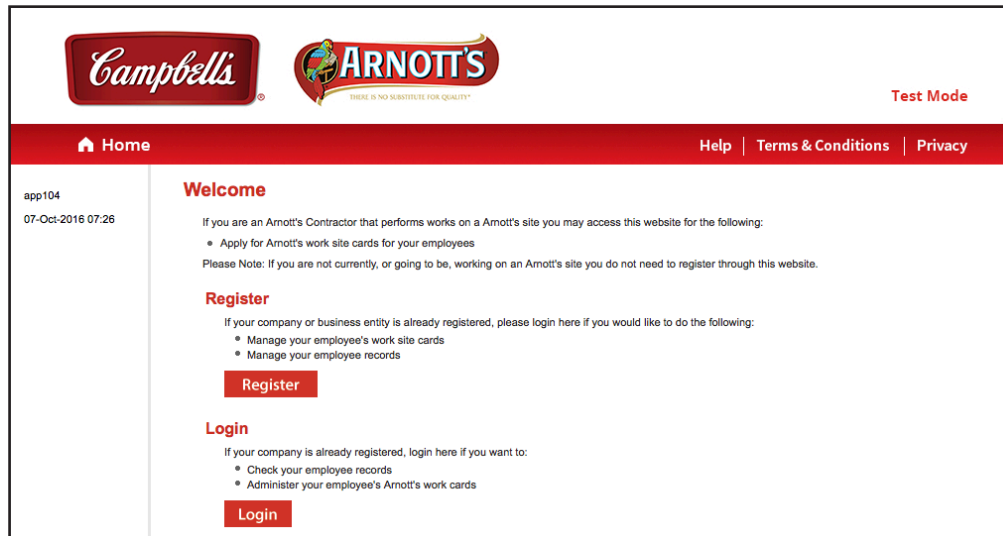 Campbell's®
ARNOTT'S
THERE IS NO SUBSTITUTE FOR QUALITY*
Test Mode
Home
Help | Terms & Conditions | Privacy
app104
07-Oct-2016 07:26
Welcome
If you are an Arnott's Contractor that performs works on a Arnott's site you may access this website for the following:
Apply for Arnott's work site cards for your employees
Please Note: If you are not currently, or going to be, working on an Arnott's site you do not need to register through this website.
Register
If your company or business entity is already registered, please login here if you would like to do the following:
Manage your employee's work site cards
Manage your employee records
Register
Login
If your company is already registered, login here if you want to:
Check your employee records
Administer your employee's Arnott's work cards
Login